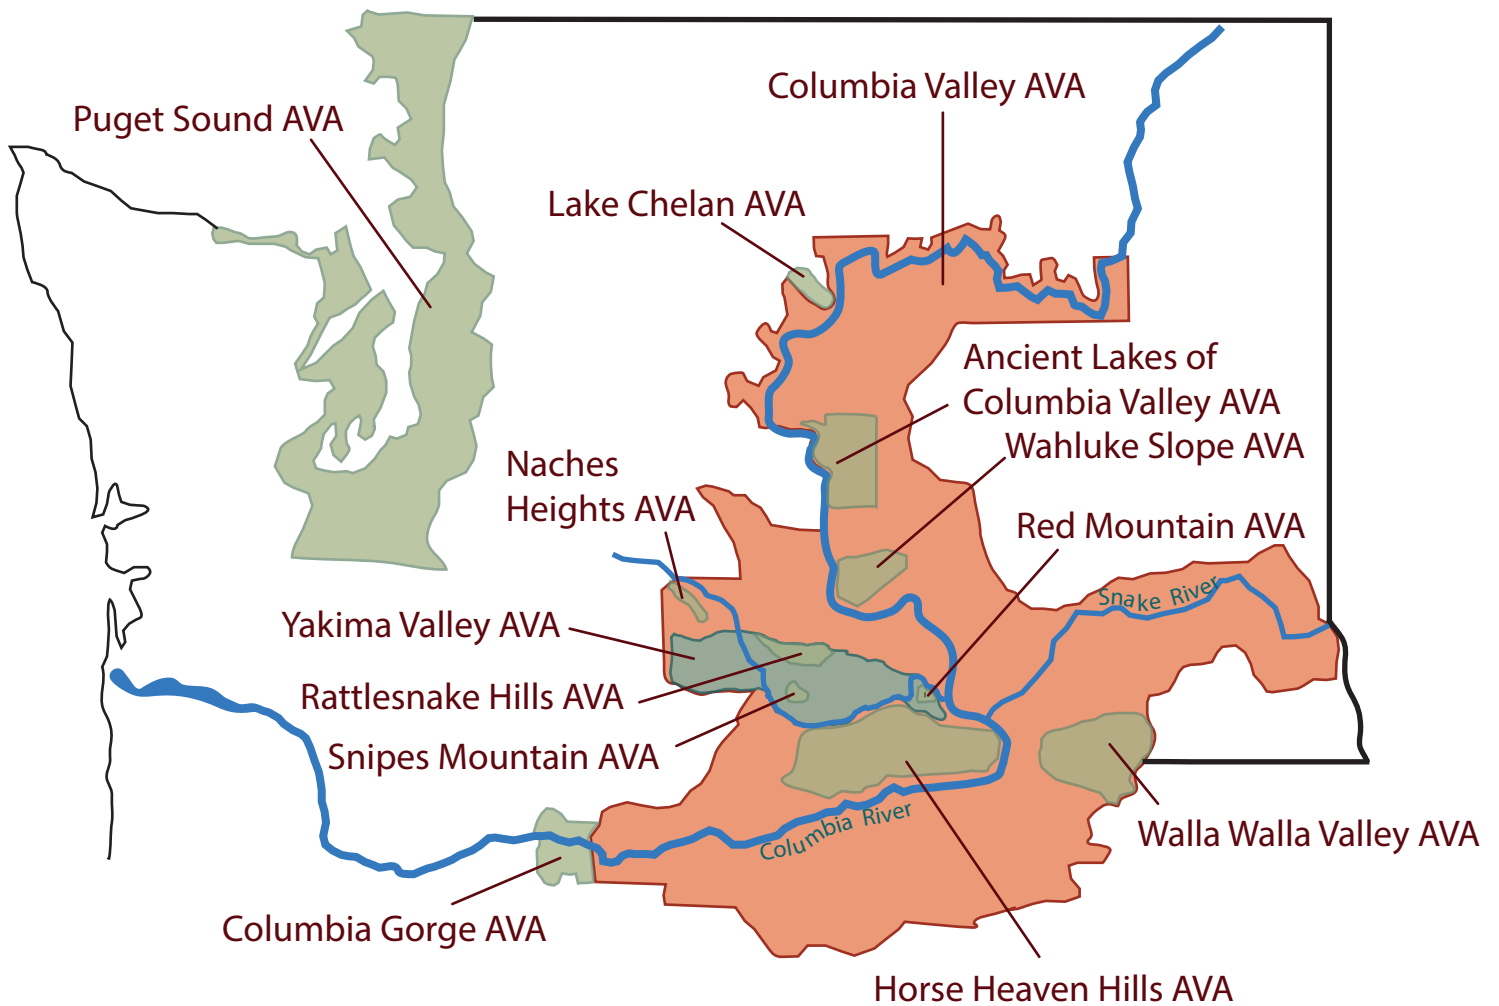 Columbia Valley AVA
Puget Sound AVA
Lake Chelan AVA
Ancient Lakes of
Columbia Valley AVA
Wahluke Slope AVA
Naches
Heights AVA
Red Mountain AVA
Snake River
Yakima Valley AVA
Rattlesnake Hills AVA
Snipes Mountain AVA
Columbia River
Walla Walla Valley AVA
Columbia Gorge AVA
Horse Heaven Hills AVA